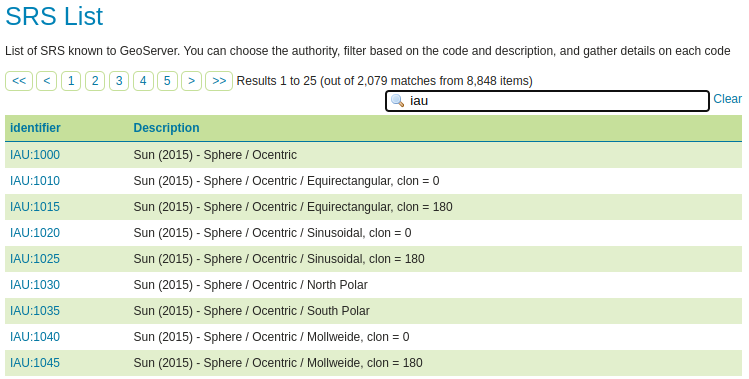 SRS List
List of SRS known to GeoServer. You can choose the authority, filter based on the code and description, and gather details on each code
<< < 1 2 3 4 5 > >> Results 1 to 25 (out of 2,079 matches from 8,848 items)
iau Clear
identifier Description
IAU:1000 Sun (2015) - Sphere / Ocentric
IAU:1010 Sun (2015) - Sphere / Ocentric / Equirectangular, clon = 0
IAU:1015 Sun (2015) - Sphere / Ocentric / Equirectangular, clon = 180
IAU:1020 Sun (2015) - Sphere / Ocentric / Sinusoidal, clon = 0
IAU:1025 Sun (2015) - Sphere / Ocentric / Sinusoidal, clon = 180
IAU:1030 Sun (2015) - Sphere / Ocentric / North Polar
IAU:1035 Sun (2015) - Sphere / Ocentric / South Polar
IAU:1040 Sun (2015) - Sphere / Ocentric / Mollweide, clon = 0
IAU:1045 Sun (2015) - Sphere / Ocentric / Mollweide, clon = 180